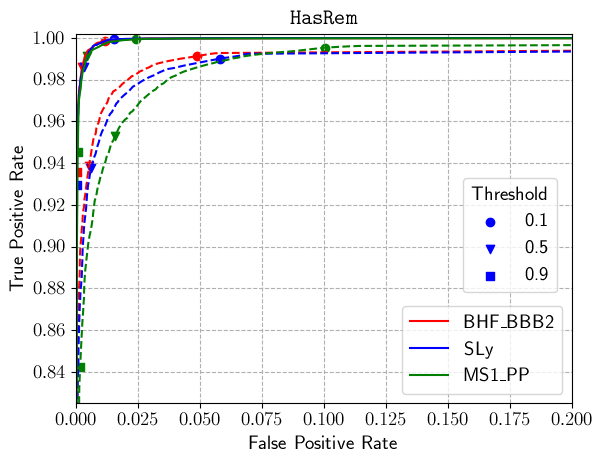 HasRem
True Positive Rate
1.00
0.98
0.96
0.94
0.92
0.90
0.88
0.86
0.84
Threshold
0.1
0.5
0.9
BHF_BBB2
SLy
MS1_PP
0.000 0.025 0.050 0.075 0.100 0.125 0.150 0.175 0.200
False Positive Rate